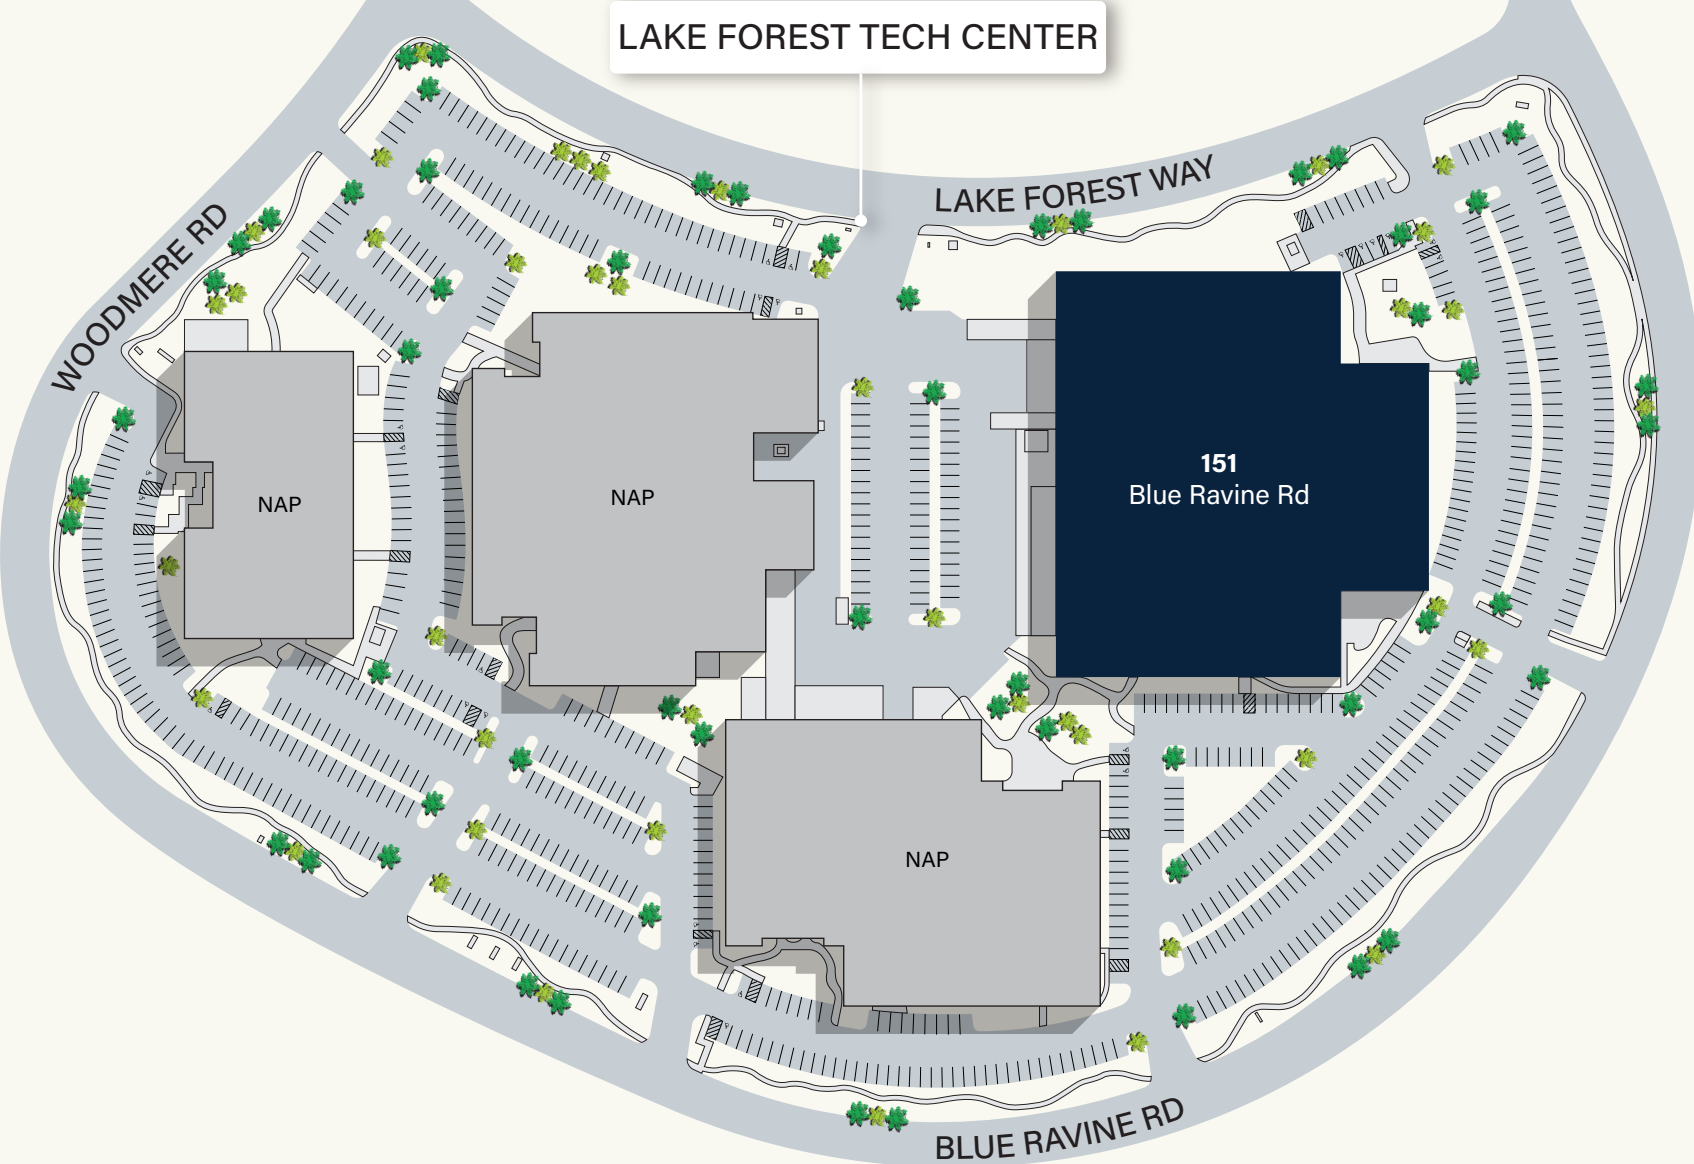 LAKE FOREST TECH CENTER
LAKE FOREST WAY
WOODMERE RD
151
Blue Ravine Rd
NAP
NAP
NAP
BLUE RAVINE RD